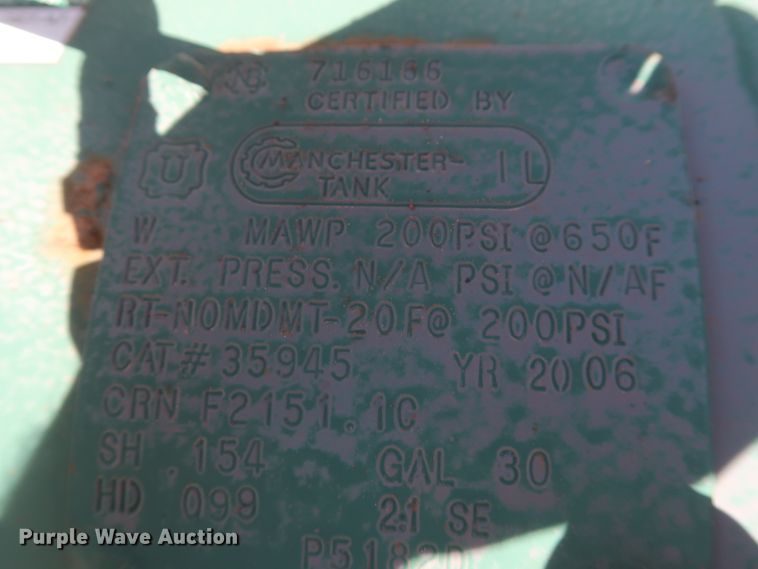 NB 716166
CERTIFIED BY
U MANCHESTER- IL
TANK
W MAWP 200PSI@650F
EXT. PRESS. N/A PSI@N/AF
RT-NOMDMT-20F@ 200PSI
CAT#35945 YR 2006
CRN F2151.1C
SH .154 GAL 30
HD 099 2:1 SE
Purple Wave Auction